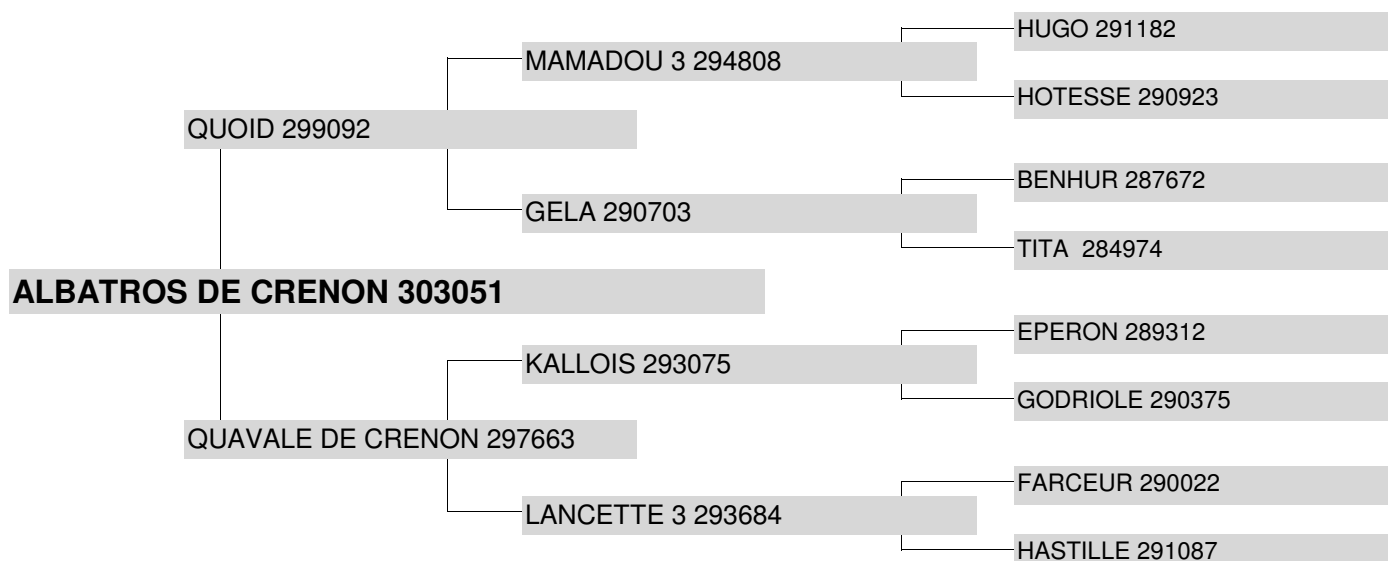 HUGO 291182
MAMADOU 3 294808
HOTESSE 290923
QUOID 299092
BENHUR 287672
GELA 290703
TITA  284974
ALBATROS DE CRENON 303051
EPERON 289312
KALLOIS 293075
GODRIOLE 290375
QUAVALE DE CRENON 297663
FARCEUR 290022
LANCETTE 3 293684
HASTILLE 291087